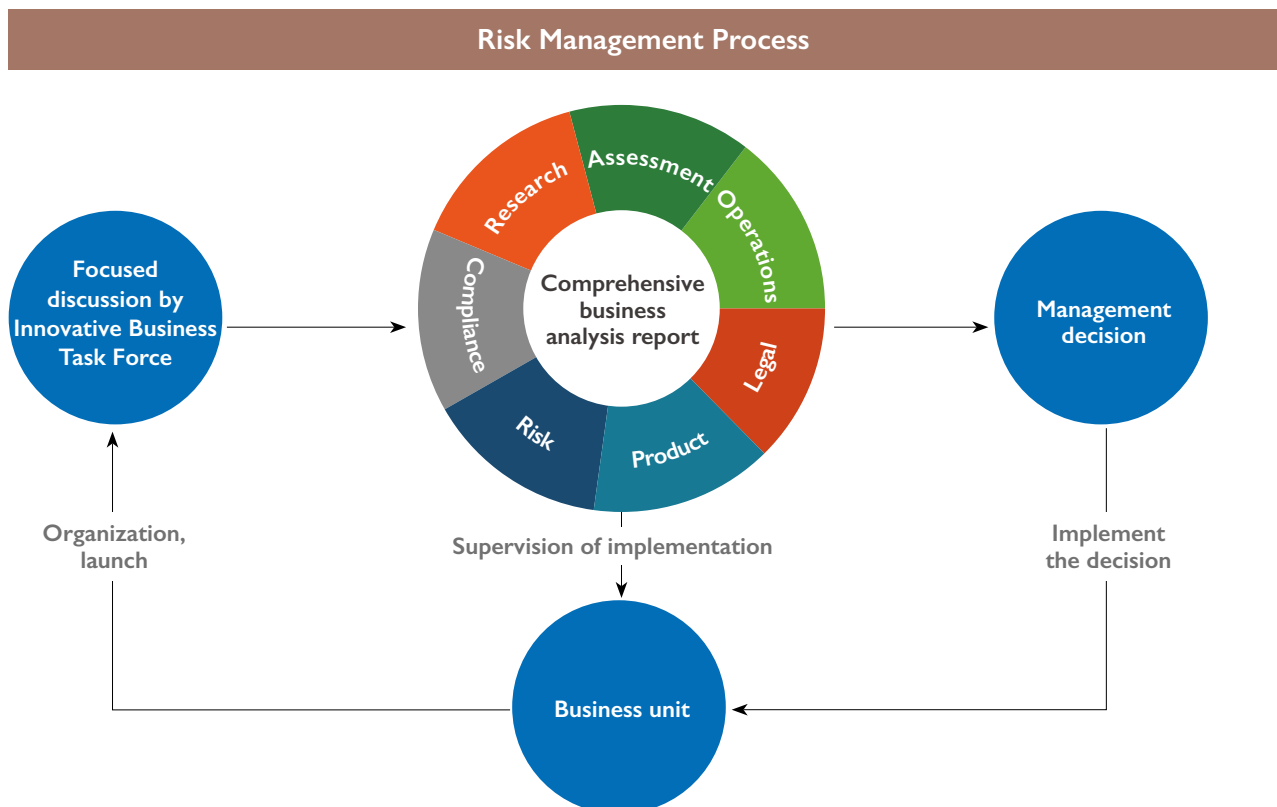 Risk Management Process
Assessment
Research
Operations
Compliance
Legal
Risk
Product
Comprehensive
business
analysis report
Focused
discussion by
Innovative Business
Task Force
Management
decision
Organization,
launch
Supervision of implementation
Implement
the decision
Business unit